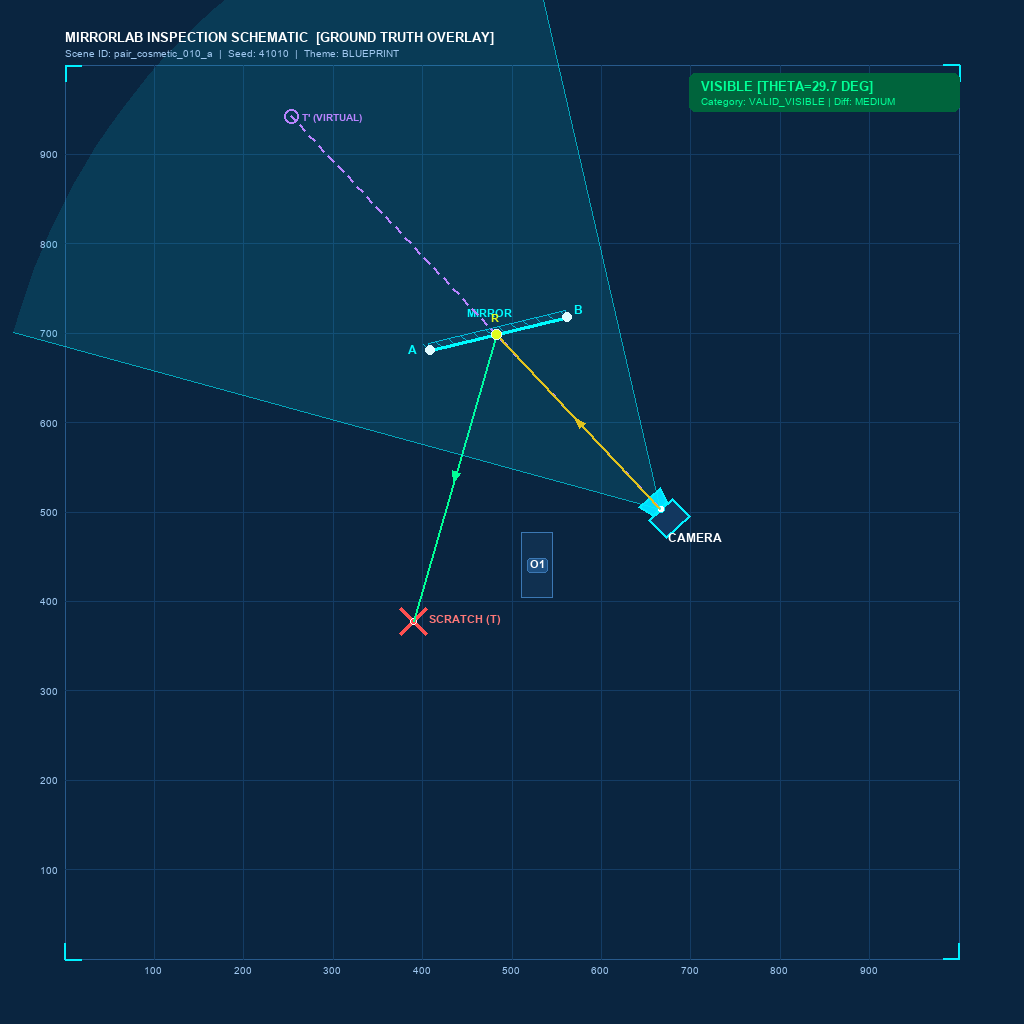 MIRRORLAB INSPECTION SCHEMATIC [GROUND TRUTH OVERLAY]
Scene ID: pair_cosmetic_010_a | Seed: 41010 | Theme: BLUEPRINT
VISIBLE [THETA=29.7 DEG]
Category: VALID_VISIBLE | Diff: MEDIUM
T' (VIRTUAL)
900
800
MIRROR
B
R
700
A
600
500
CAMERA
O1
400
SCRATCH (T)
300
200
100
100 200 300 400 500 600 700 800 900